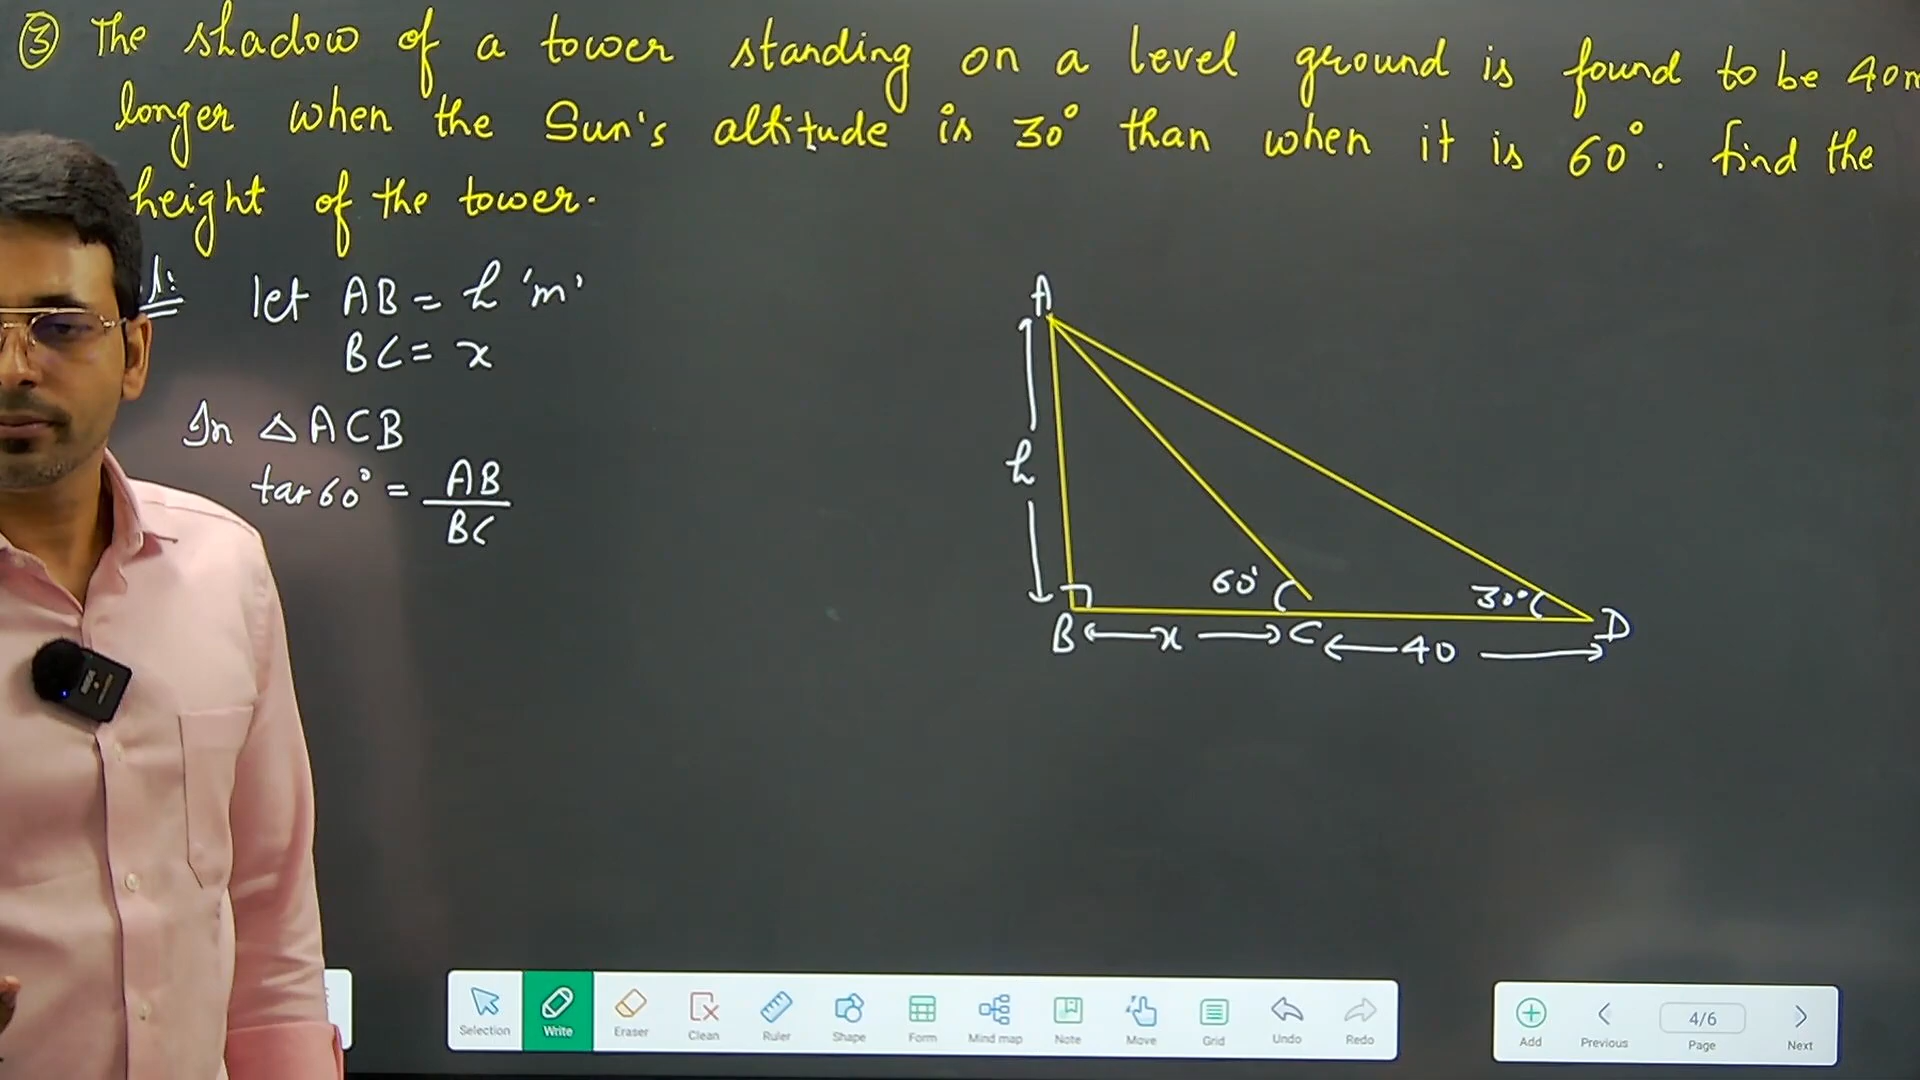 ③ The shadow of a tower standing on a level ground is found to be 40m
longer when the Sun's altitude is 30° than when it is 60°. find the
height of the tower.
let AB = h 'm'
BC = x
In △ACB
tan 60° = AB/BC
A
h
60°
30°
B x C 40 D
Selection Write Eraser Clean Ruler Shape Form Mind map Note Move Grid Undo Redo
Add Previous 4/6 Page Next